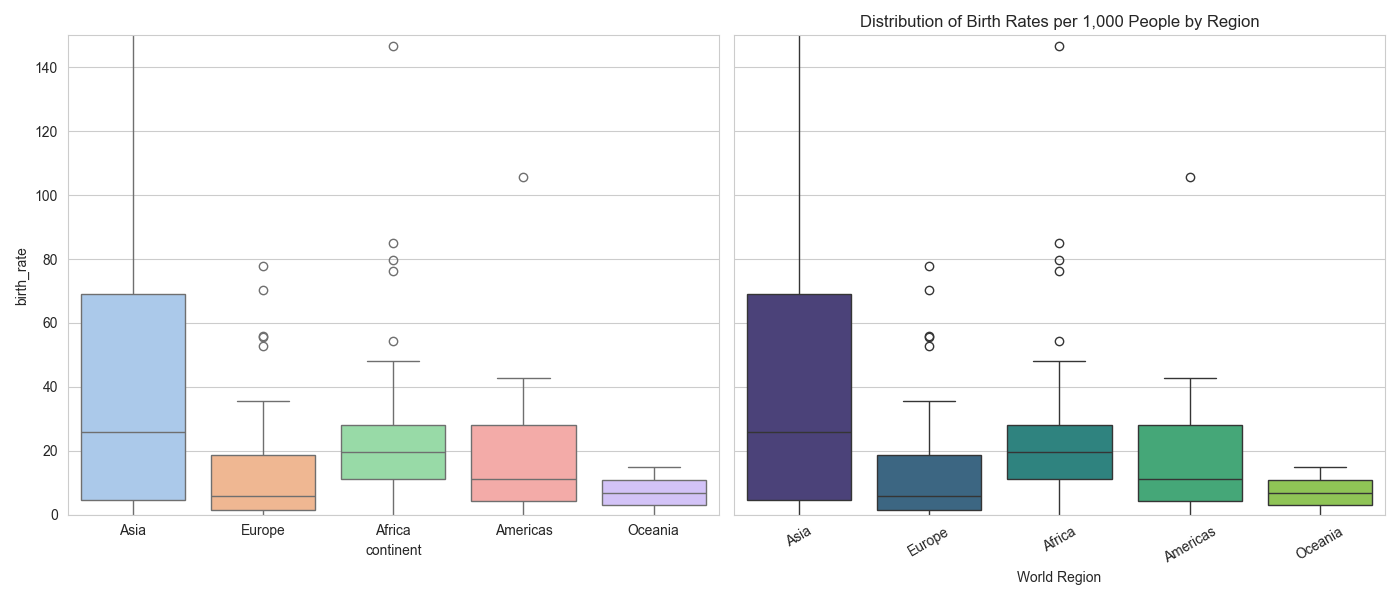 Distribution of Birth Rates per 1,000 People by Region
birth_rate
140
120
100
80
60
40
20
0
Asia Europe Africa Americas Oceania
continent
Asia Europe Africa Americas Oceania
World Region